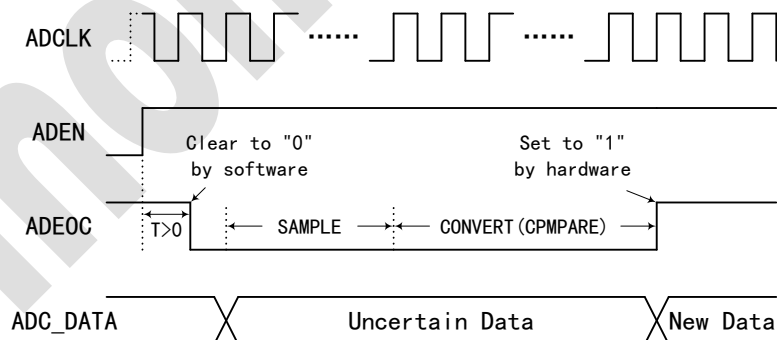 ADCLK
ADEN
Clear to "0"
by software
Set to "1"
by hardware
ADEOC
T>0
SAMPLE
CONVERT(CPMPARE)
ADC_DATA
Uncertain Data
New Data